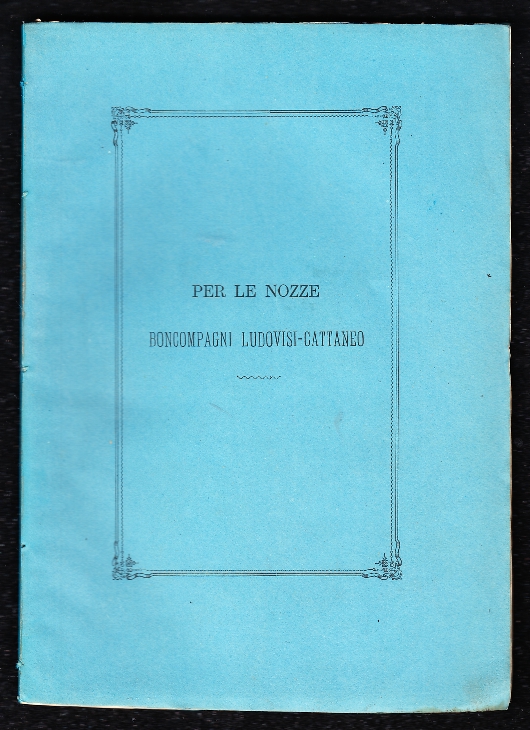 PER LE NOZZE
BONCOMPAGNI LUDOVISI-CATTANEO